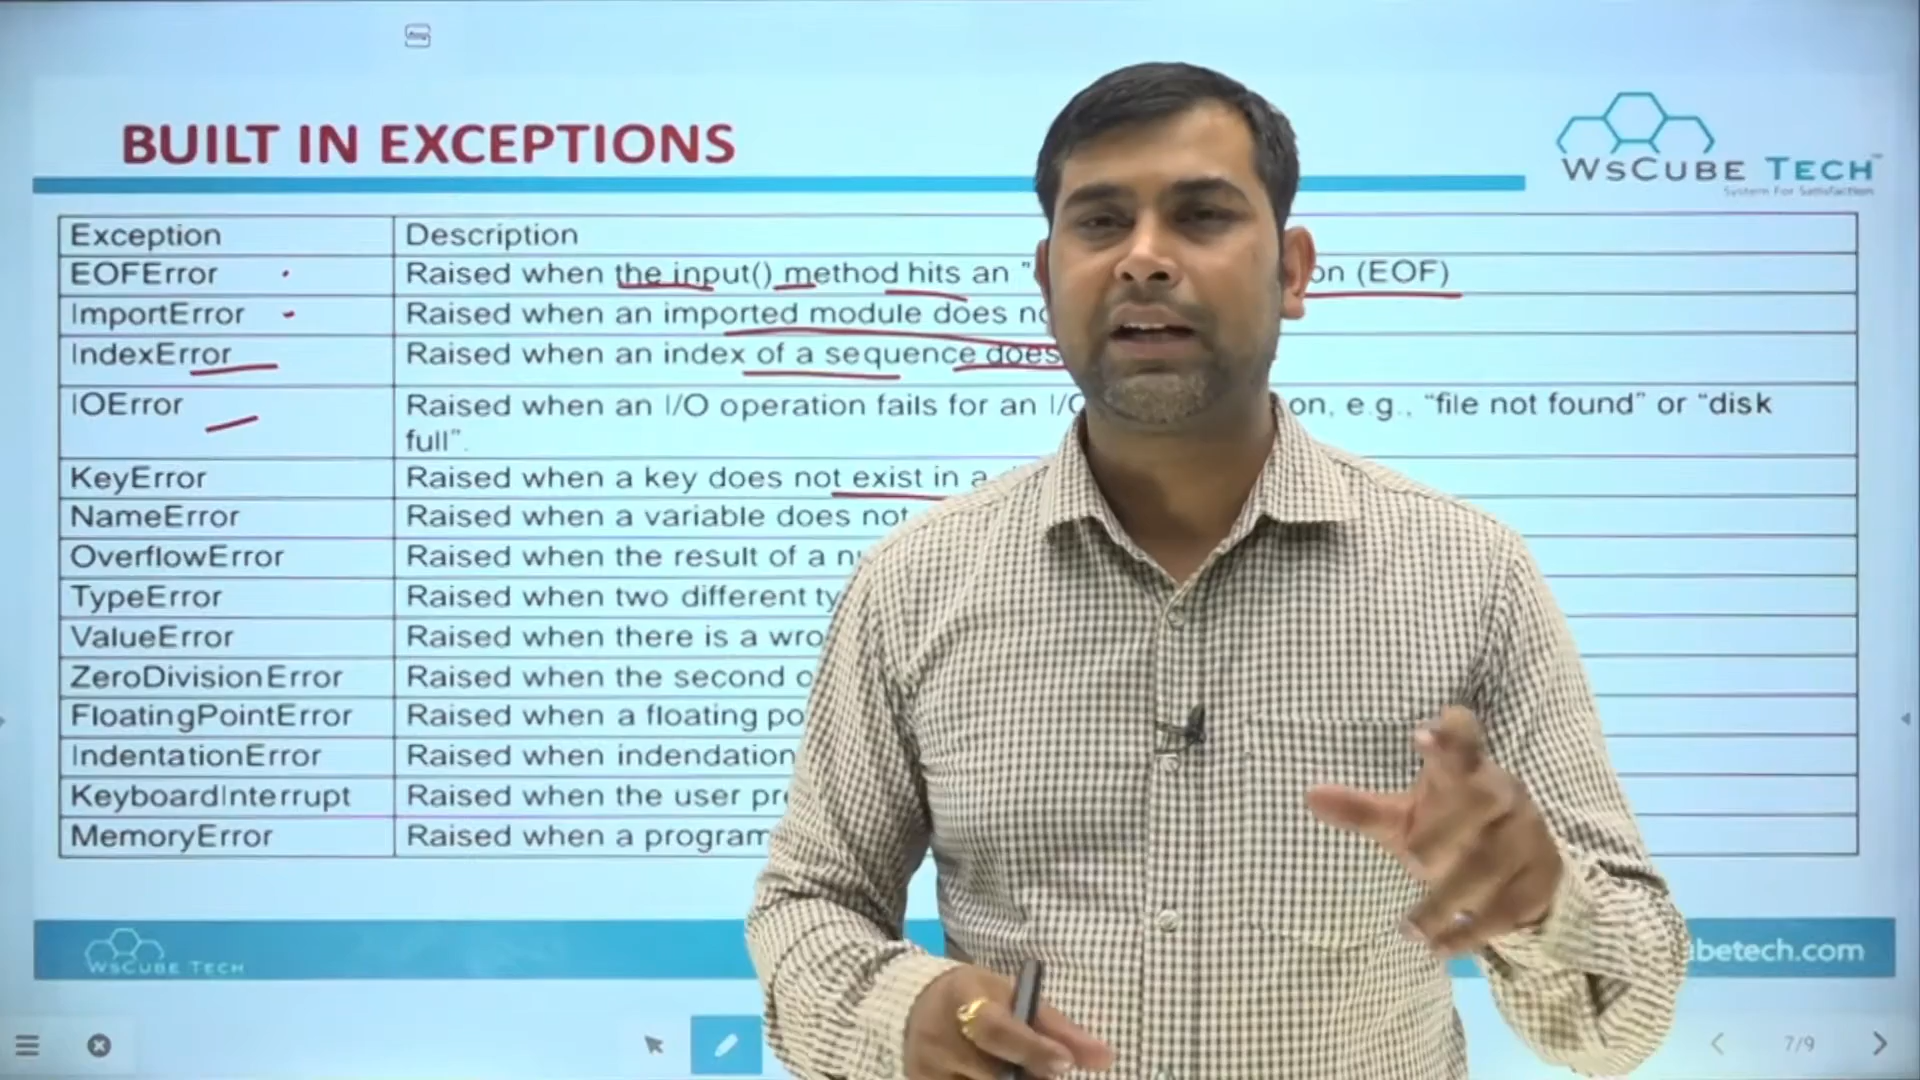 BUILT IN EXCEPTIONS
WSCUBE TECH
System For Satisfaction
Exception Description
EOFError Raised when the input() method hits an " on (EOF)
ImportError Raised when an imported module does
IndexError Raised when an index of a sequence does
IOError Raised when an I/O operation fails for an on, e.g., “file not found” or “disk
full”.
KeyError Raised when a key does not exist in a
NameError Raised when a variable does not
OverflowError Raised when the result of a
TypeError Raised when two different
ValueError Raised when there is a
ZeroDivisionError Raised when the second
FloatingPointError Raised when a floating
IndentationError Raised when indendation
KeyboardInterrupt Raised when the user
MemoryError Raised when a program
WSCUBE TECH
betech.com
7/9